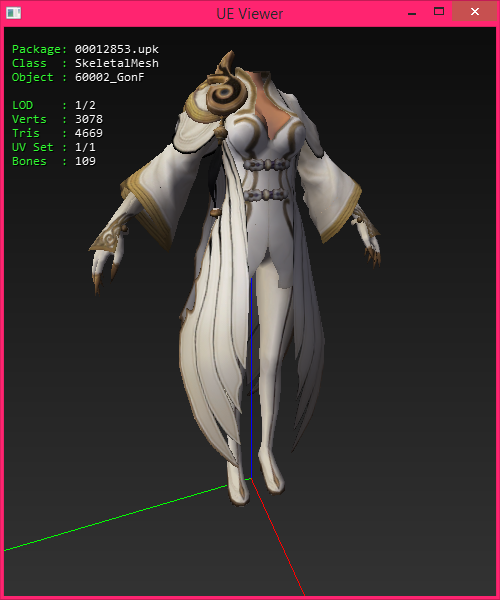 UE Viewer
Package: 00012853.upk
Class : SkeletalMesh
Object : 60002_GonF
LOD : 1/2
Verts : 3078
Tris : 4669
UV Set : 1/1
Bones : 109